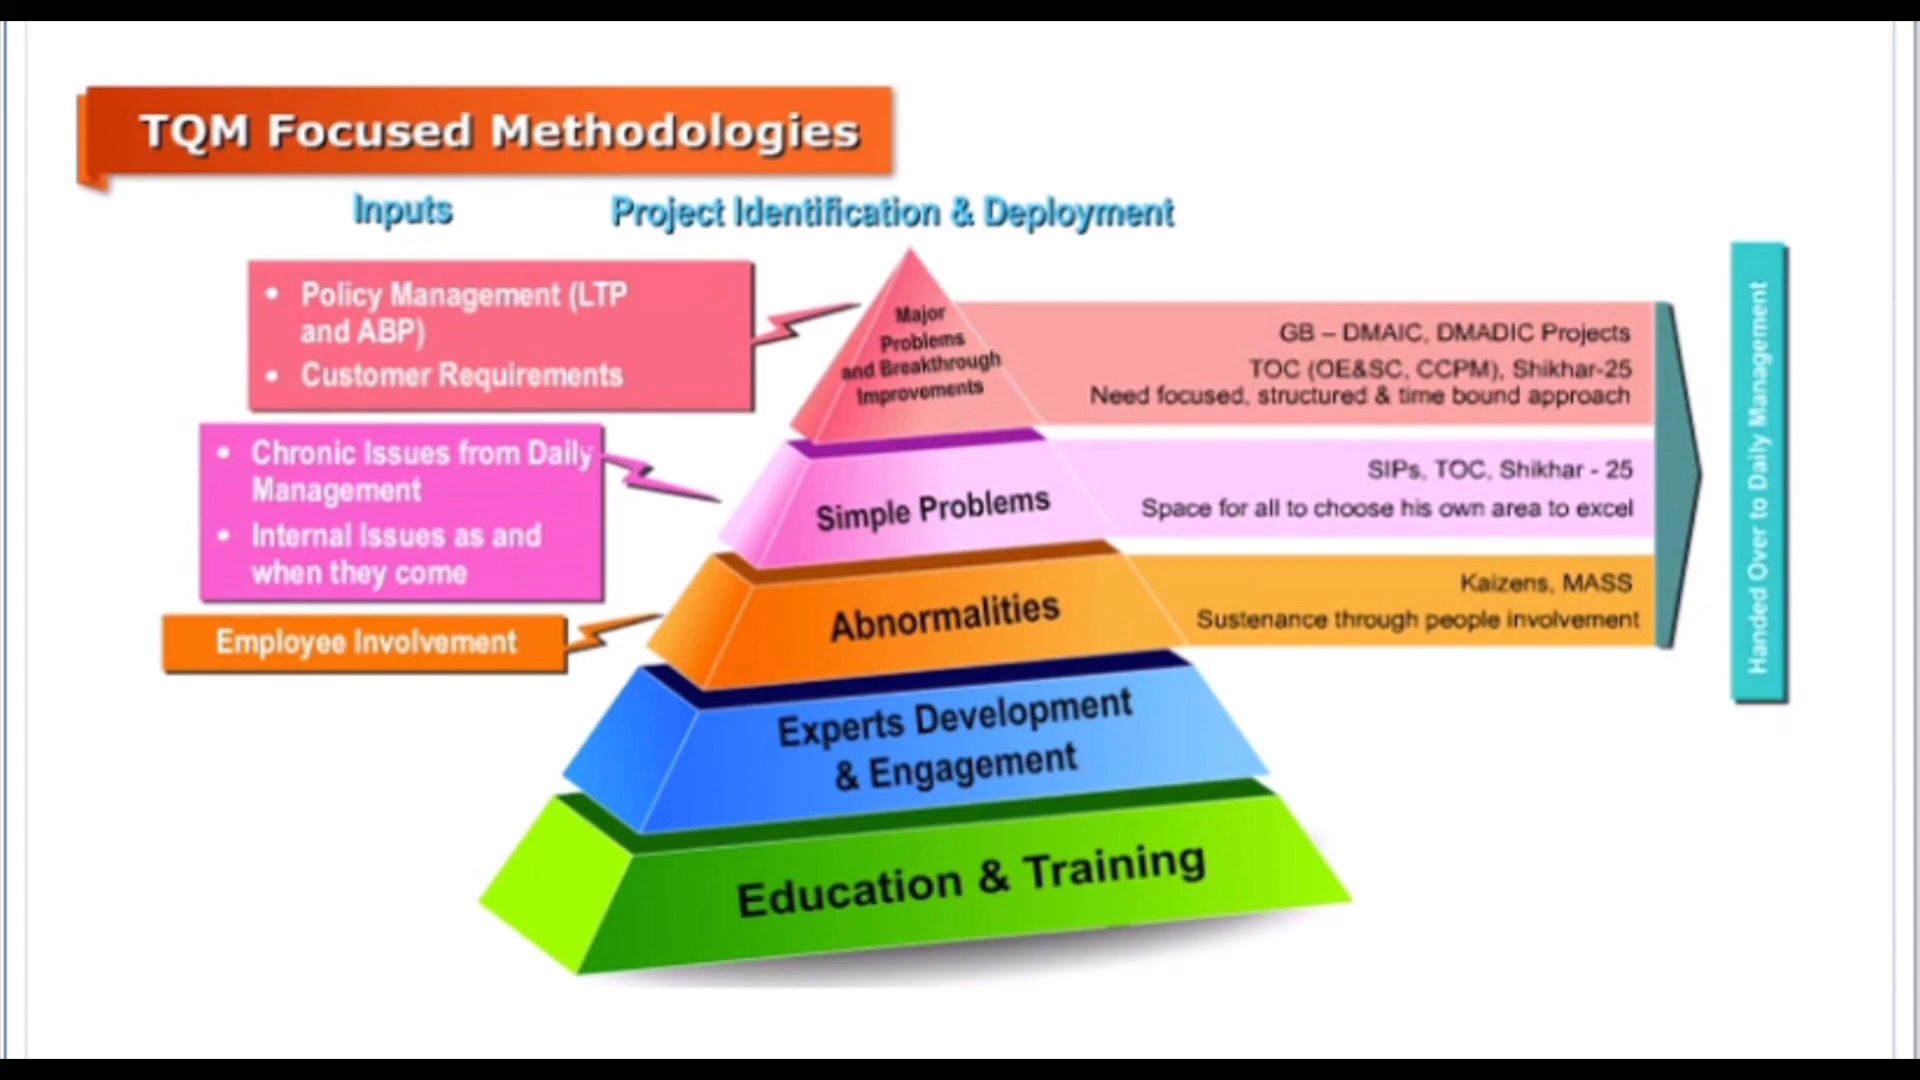 TQM Focused Methodologies
Inputs
Project Identification & Deployment
• Policy Management (LTP
and ABP)
• Customer Requirements
• Chronic Issues from Daily
Management
• Internal Issues as and
when they come
Employee Involvement
Major
Problems
and Breakthrough
Improvements
Simple Problems
Abnormalities
Experts Development
& Engagement
Education & Training
GB – DMAIC, DMADIC Projects
TOC (OE&SC, CCPM), Shikhar-25
Need focused, structured & time bound approach
SIPs, TOC, Shikhar - 25
Space for all to choose his own area to excel
Kaizens, MASS
Sustenance through people involvement
Handed Over to Daily Management